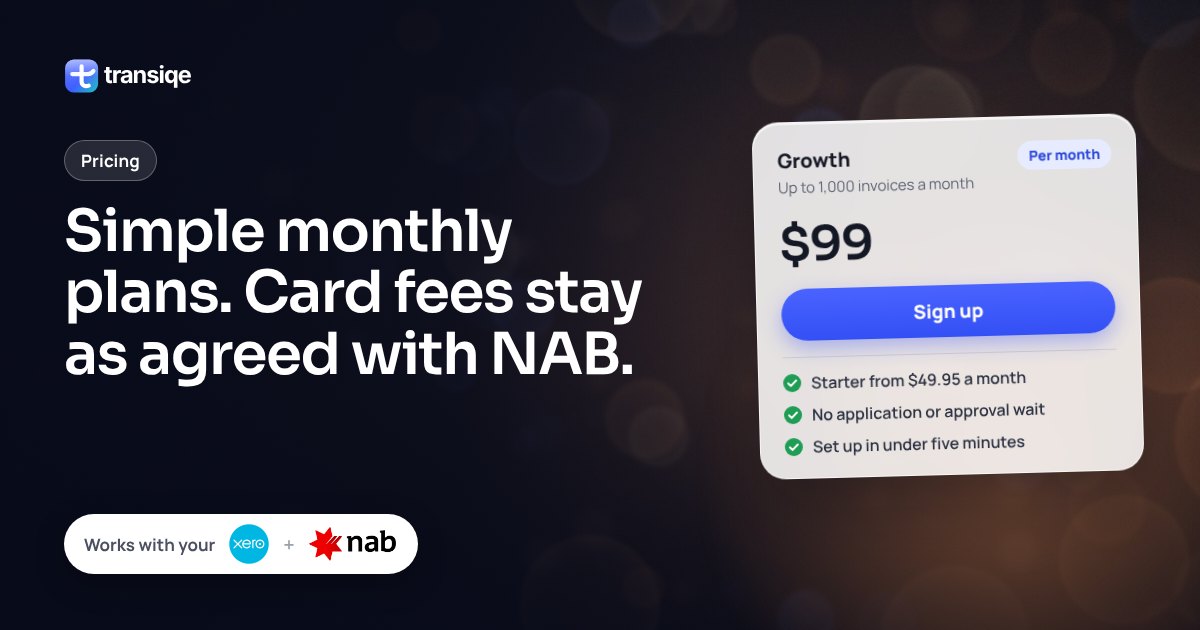 transiqe
Pricing
Simple monthly
plans. Card fees stay
as agreed with NAB.
Growth
Per month
Up to 1,000 invoices a month
$99
Sign up
Starter from $49.95 a month
No application or approval wait
Set up in under five minutes
Works with your xero + nab